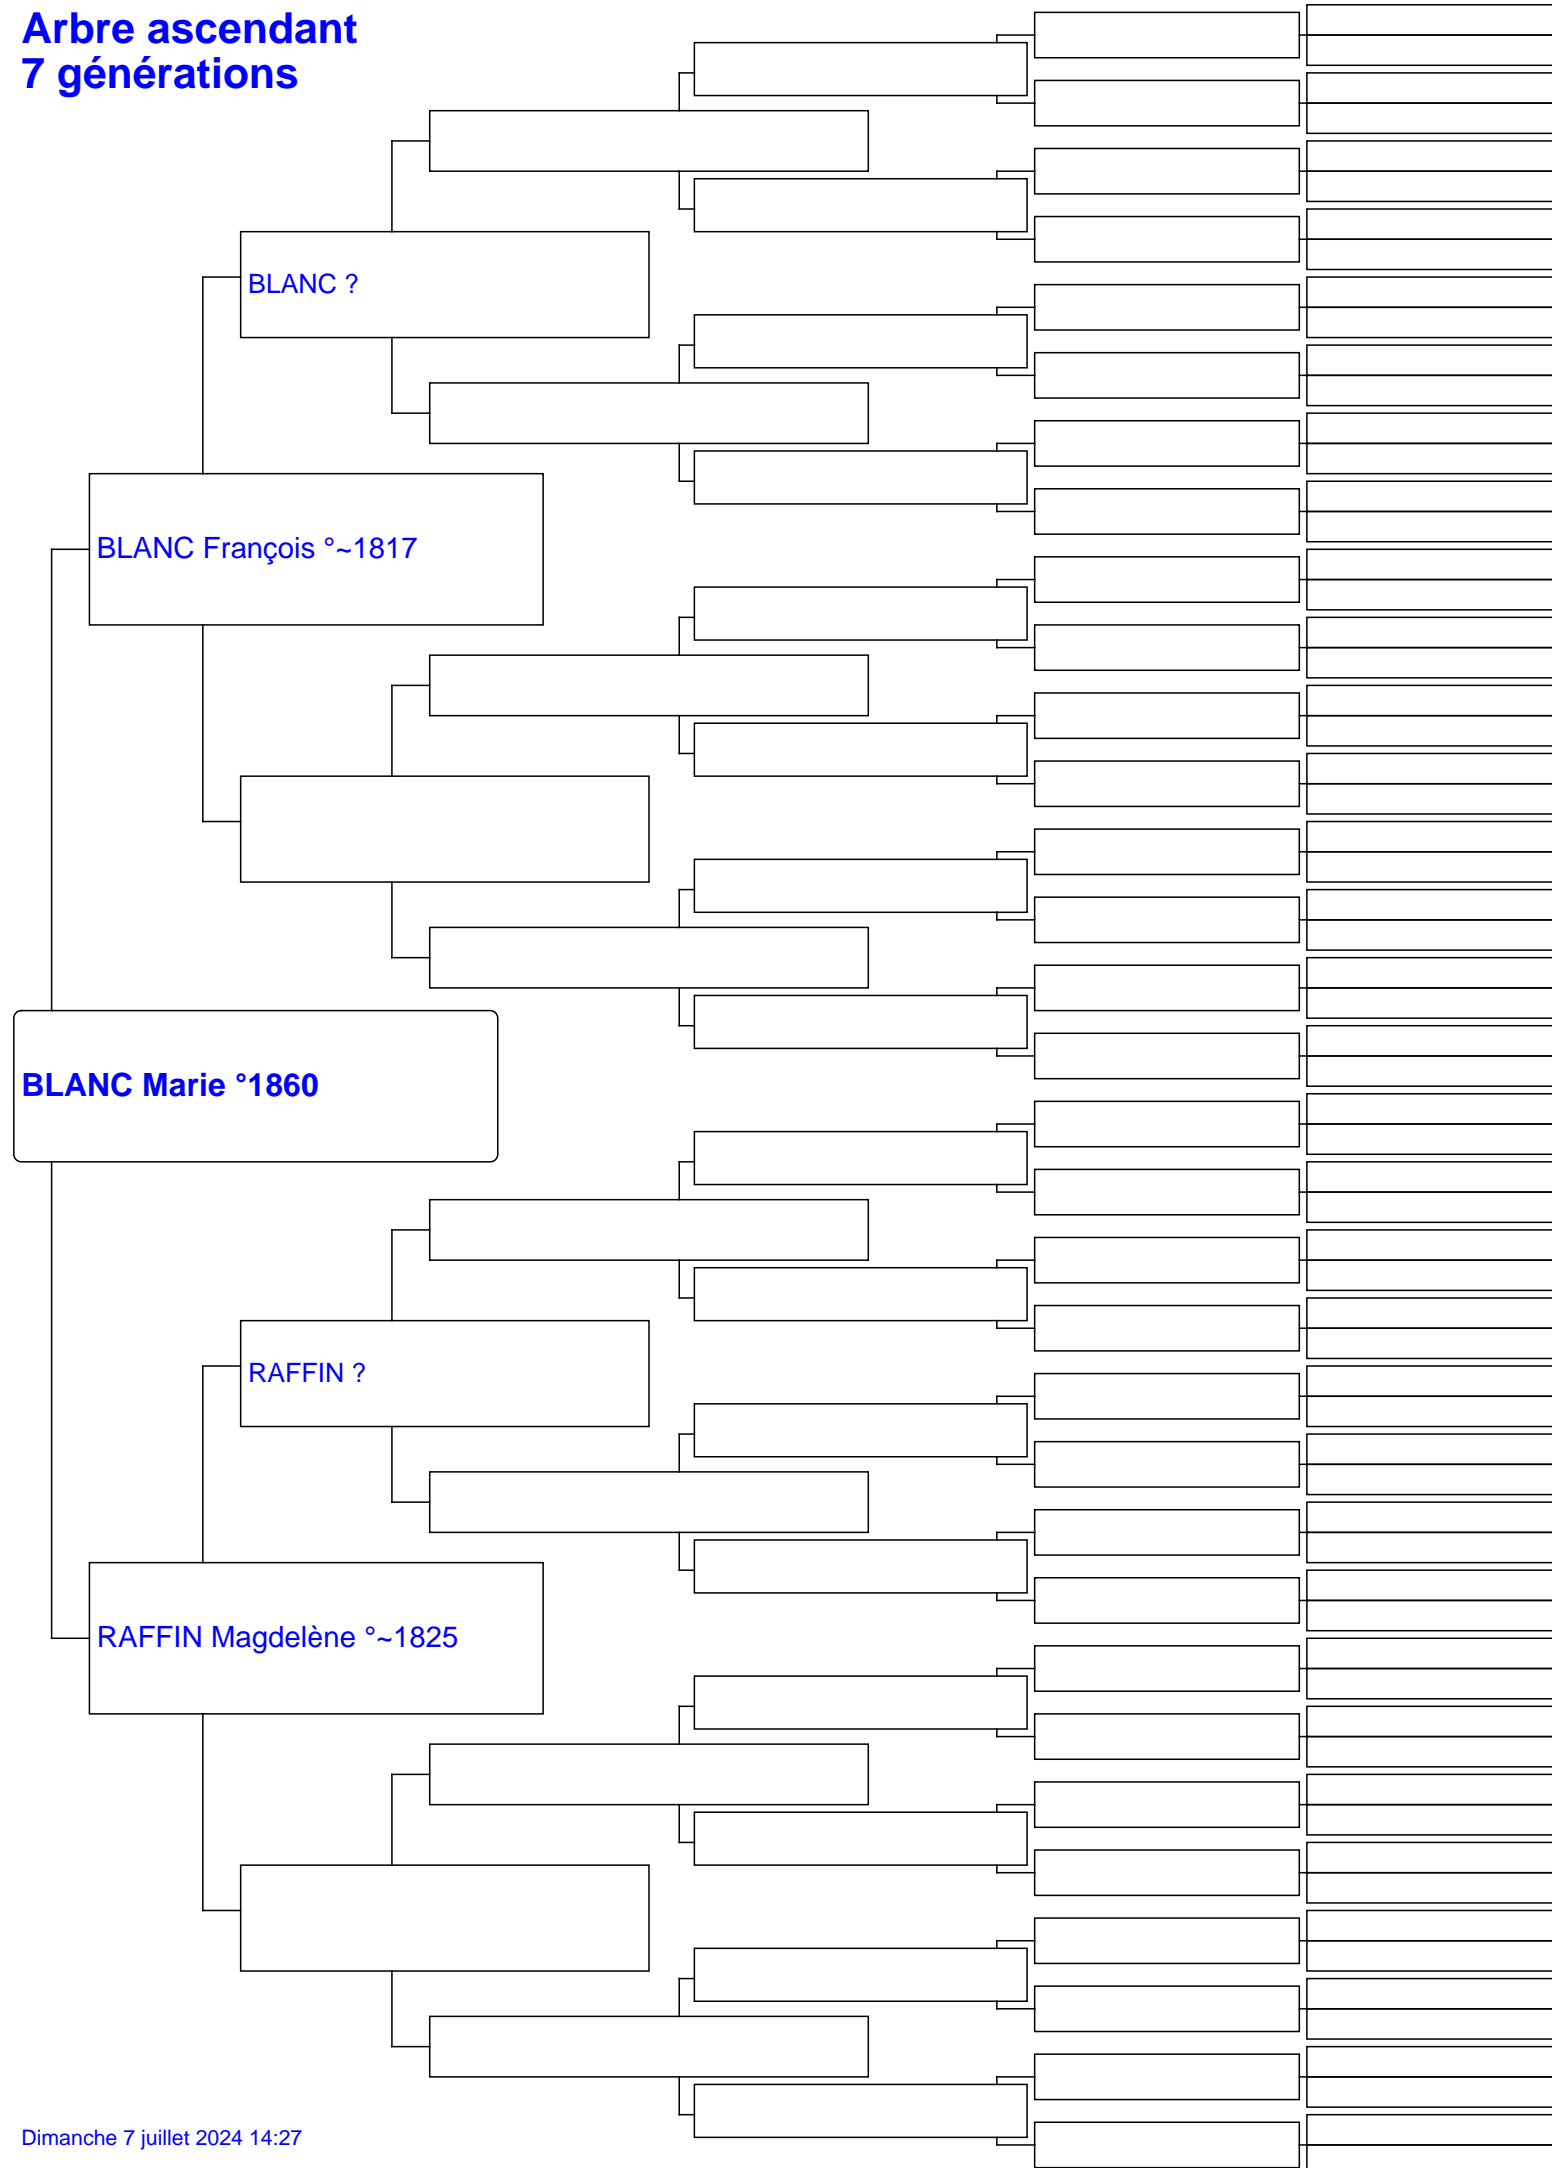 Arbre ascendant
7 générations
BLANC ?
BLANC François °~1817
BLANC Marie °1860
RAFFIN ?
RAFFIN Magdelène °~1825
Dimanche 7 juillet 2024 14:27